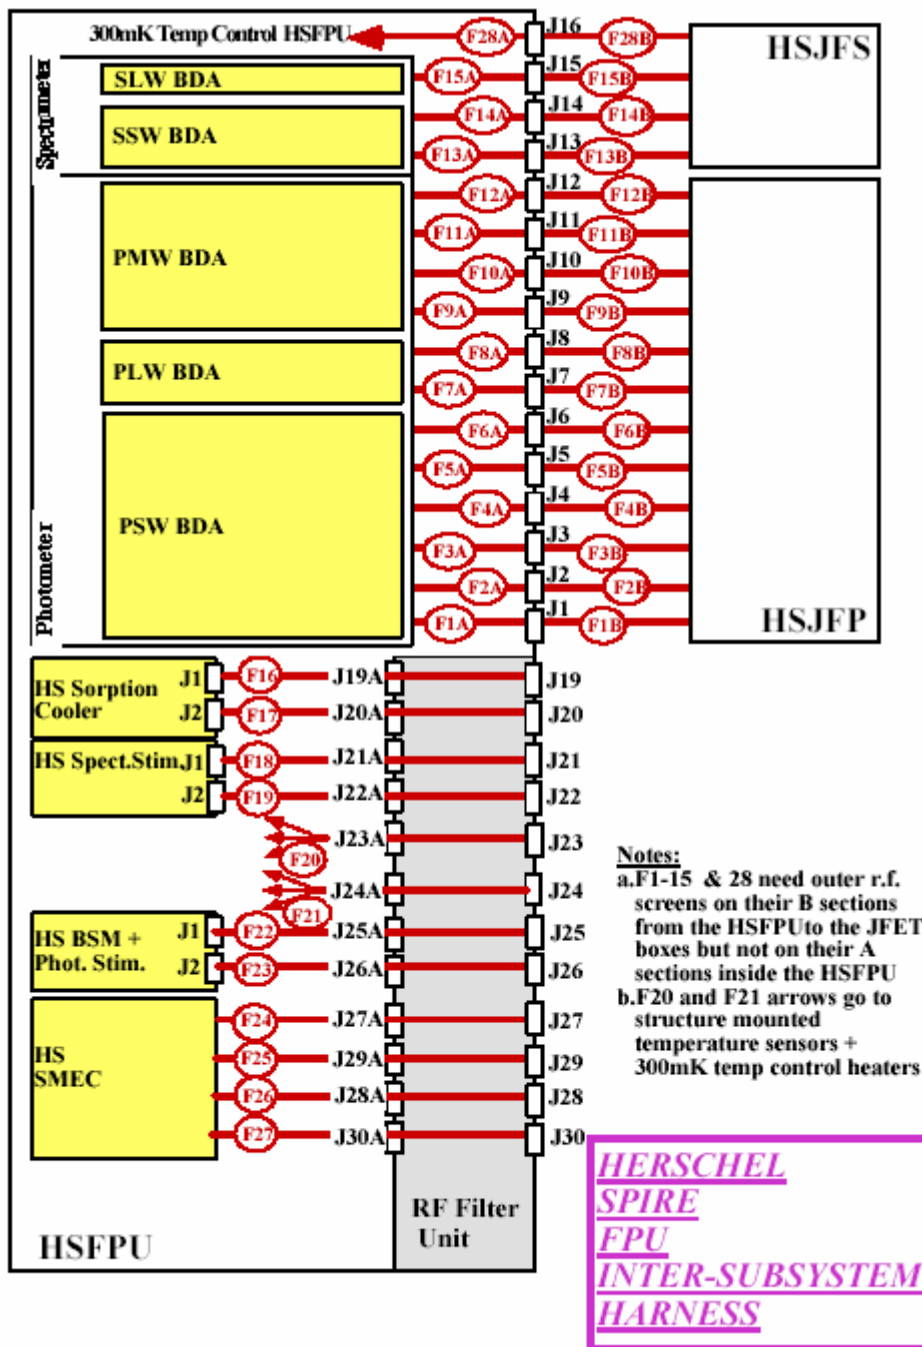 300mK Temp Control HSFPU
F28A
J16
F28B
HSJFS
Spectrometer
SLW BDA
F15A
J15
F15B
SSW BDA
F14A
J14
F14B
F13A
J13
F13B
Photometer
PMW BDA
F12A
J12
F12B
F11A
J11
F11B
F10A
J10
F10B
F9A
J9
F9B
PLW BDA
F8A
J8
F8B
F7A
J7
F7B
PSW BDA
F6A
J6
F6B
F5A
J5
F5B
F4A
J4
F4B
F3A
J3
F3B
F2A
J2
F2B
F1A
J1
F1B
HSJFP
HS Sorption
Cooler
J1
F16
J19A
J19
J2
F17
J20A
J20
HS Spect.Stim.
J1
F18
J21A
J21
J2
F19
J22A
J22
F20
J23A
J23
F21
J24A
J24
HS BSM +
Phot. Stim.
J1
F22
J25A
J25
J2
F23
J26A
J26
HS
SMEC
F24
J27A
J27
F25
J29A
J29
F26
J28A
J28
F27
J30A
J30
RF Filter
Unit
HSFPU
Notes:
a.F1-15 & 28 need outer r.f.
screens on their B sections
from the HSFPUto the JFET
boxes but not on their A
sections inside the HSFPU
b.F20 and F21 arrows go to
structure mounted
temperature sensors +
300mK temp control heaters
HERSCHEL
SPIRE
FPU
INTER-SUBSYSTEM
HARNESS